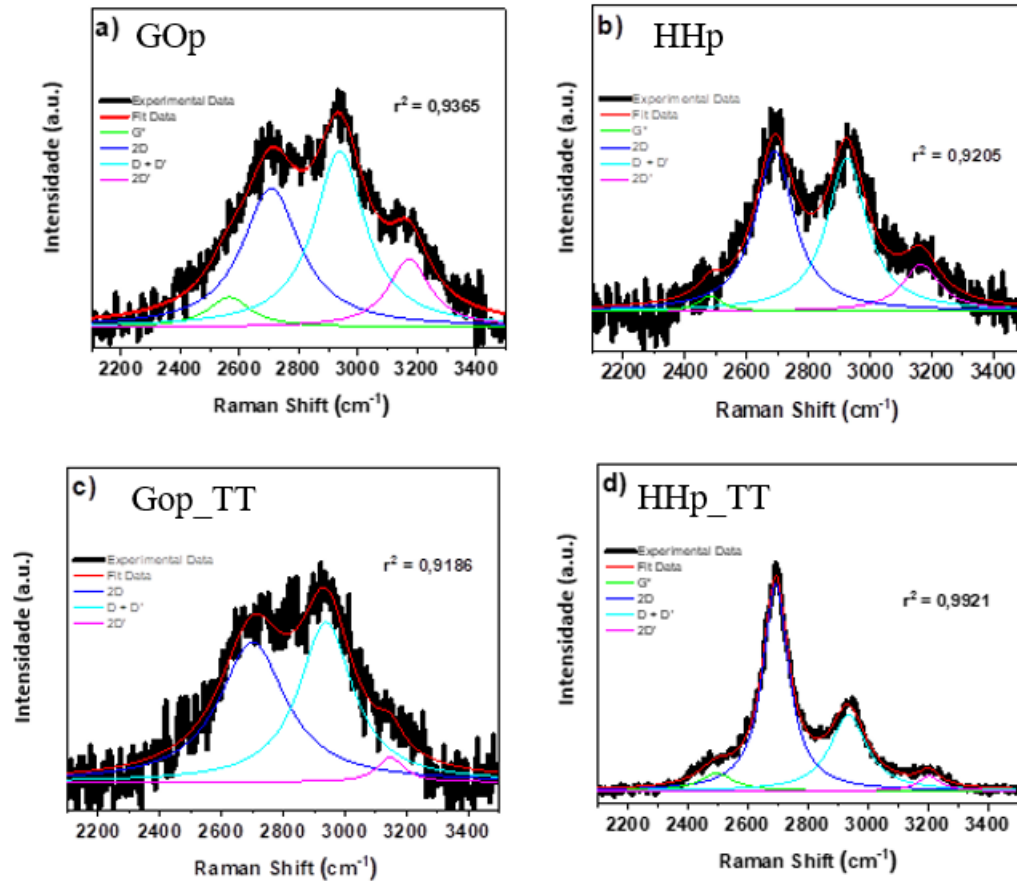 a) GOp
Intensidade (a.u.)
Experimental Data
Fit Data
G*
2D
D + D'
2D'
r² = 0,9365
2200 2400 2600 2800 3000 3200 3400
Raman Shift (cm⁻¹)
b) HHp
Intensidade (a.u.)
Experimental Data
Fit Data
G*
2D
D + D'
2D'
r² = 0,9205
2200 2400 2600 2800 3000 3200 3400
Raman Shift (cm⁻¹)
c) Gop_TT
Intensidade (a.u.)
Experimental Data
Fit Data
2D
D + D'
2D'
r² = 0,9186
2200 2400 2600 2800 3000 3200 3400
Raman Shift (cm⁻¹)
d) HHp_TT
Intensidade (a.u.)
Experimental Data
Fit Data
G*
2D
D + D'
2D'
r² = 0,9921
2200 2400 2600 2800 3000 3200 3400
Raman Shift (cm⁻¹)